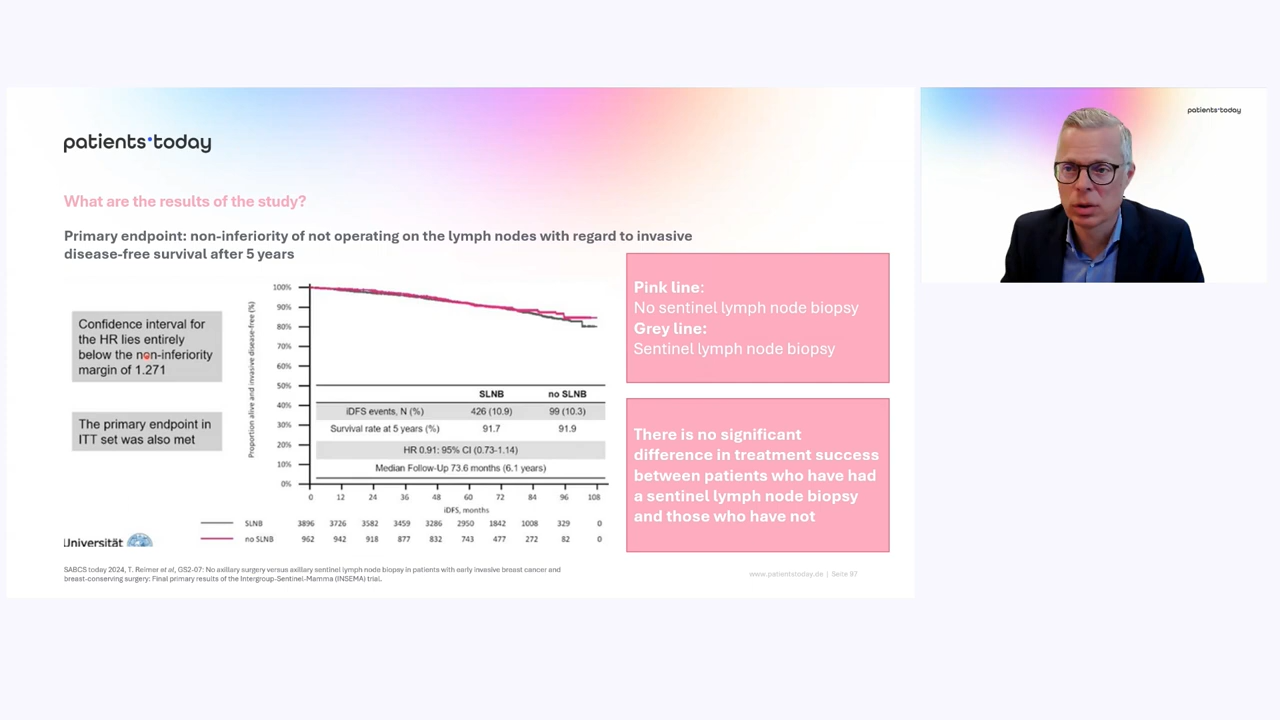 patients·today
patients·today
What are the results of the study?
Primary endpoint: non-inferiority of not operating on the lymph nodes with regard to invasive
disease-free survival after 5 years
Confidence interval for
the HR lies entirely
below the non-inferiority
margin of 1.271
The primary endpoint in
ITT set was also met
Proportion alive and invasive disease-free (%)
100%
90%
80%
70%
60%
50%
40%
30%
20%
10%
0%
SLNB no SLNB
iDFS events, N (%) 426 (10.9) 99 (10.3)
Survival rate at 5 years (%) 91.7 91.9
HR 0.91: 95% CI (0.73-1.14)
Median Follow-Up 73.6 months (6.1 years)
0 12 24 36 48 60 72 84 96 108
iDFS, months
SLNB 3896 3726 3582 3459 3286 2950 1842 1008 329 0
no SLNB 962 942 918 877 832 743 477 272 82 0
Pink line:
No sentinel lymph node biopsy
Grey line:
Sentinel lymph node biopsy
There is no significant
difference in treatment success
between patients who have had
a sentinel lymph node biopsy
and those who have not
Universität
SABCS today 2024, T. Reimer et al, GS2-07: No axillary surgery versus axillary sentinel lymph node biopsy in patients with early invasive breast cancer and
breast-conserving surgery: Final primary results of the Intergroup-Sentinel-Mamma (INSEMA) trial.
www.patientstoday.de | Seite 97